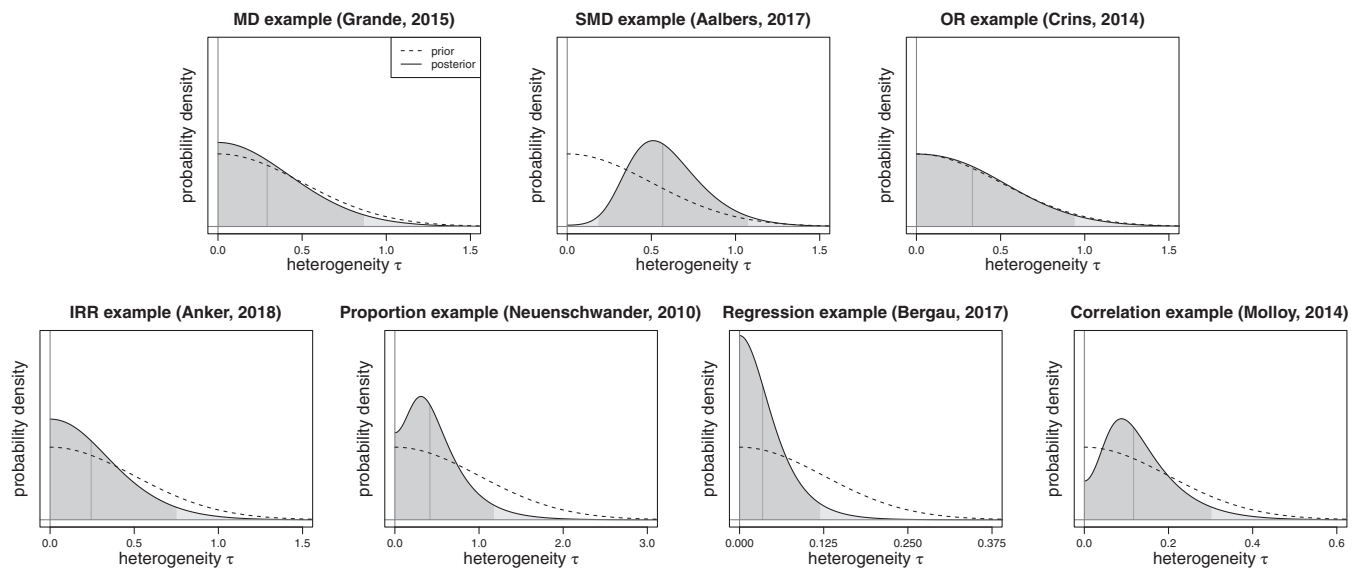 MD example (Grande, 2015)
probability density
prior
posterior
0.0 0.5 1.0 1.5
heterogeneity τ
SMD example (Aalbers, 2017)
probability density
0.0 0.5 1.0 1.5
heterogeneity τ
OR example (Crins, 2014)
probability density
0.0 0.5 1.0 1.5
heterogeneity τ
IRR example (Anker, 2018)
probability density
0.0 0.5 1.0 1.5
heterogeneity τ
Proportion example (Neuenschwander, 2010)
probability density
0.0 1.0 2.0 3.0
heterogeneity τ
Regression example (Bergau, 2017)
probability density
0.000 0.125 0.250 0.375
heterogeneity τ
Correlation example (Molloy, 2014)
probability density
0.0 0.2 0.4 0.6
heterogeneity τ